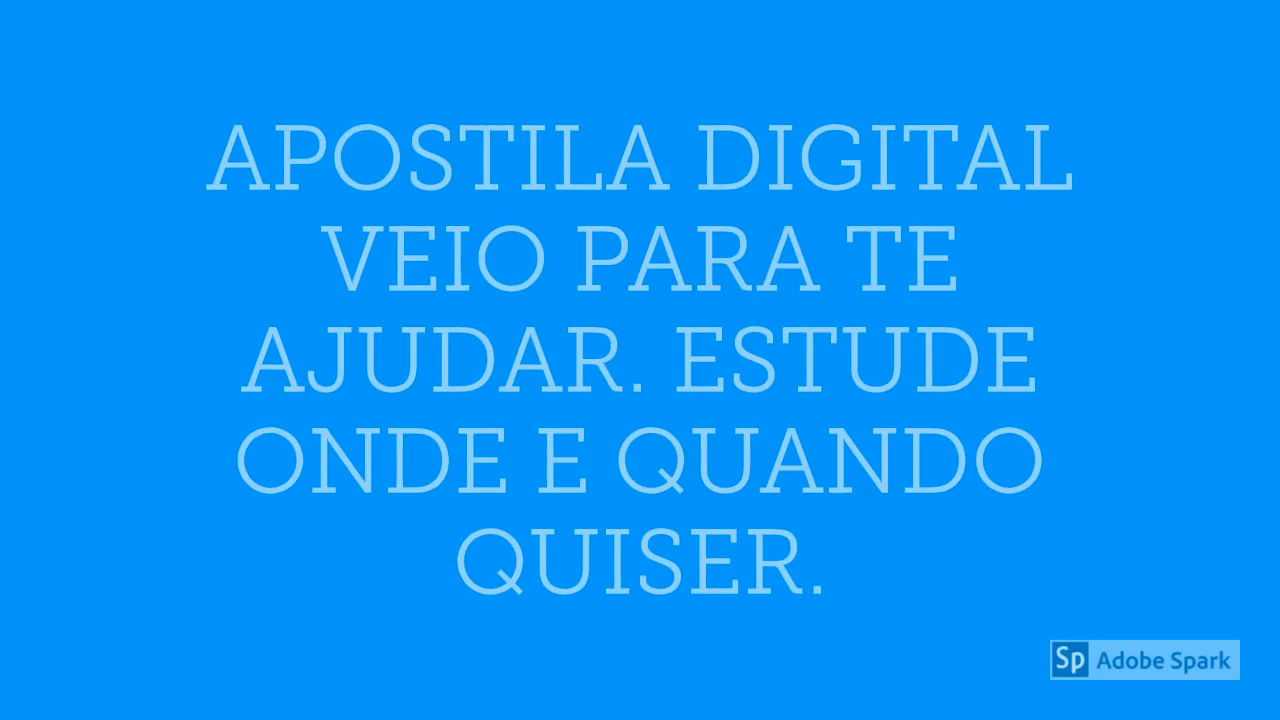 APOSTILA DIGITAL
VEIO PARA TE
AJUDAR. ESTUDE
ONDE E QUANDO
QUISER.
Sp Adobe Spark